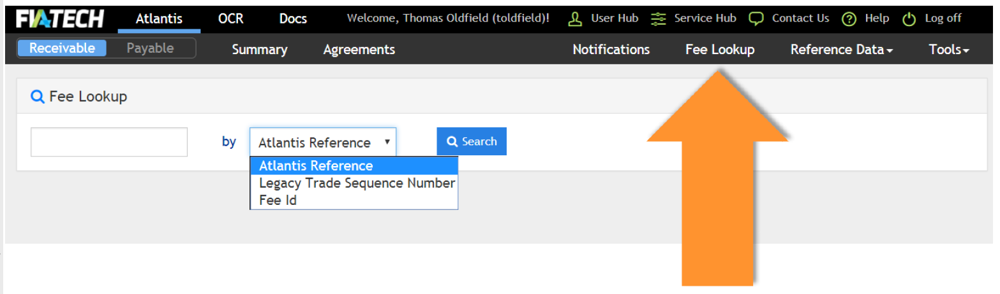 FIATECH Atlantis OCR Docs Welcome, Thomas Oldfield (toldfield)! User Hub Service Hub Contact Us Help Log off
Receivable Payable Summary Agreements Notifications Fee Lookup Reference Data Tools
Fee Lookup
by Atlantis Reference Search
Atlantis Reference
Legacy Trade Sequence Number
Fee Id